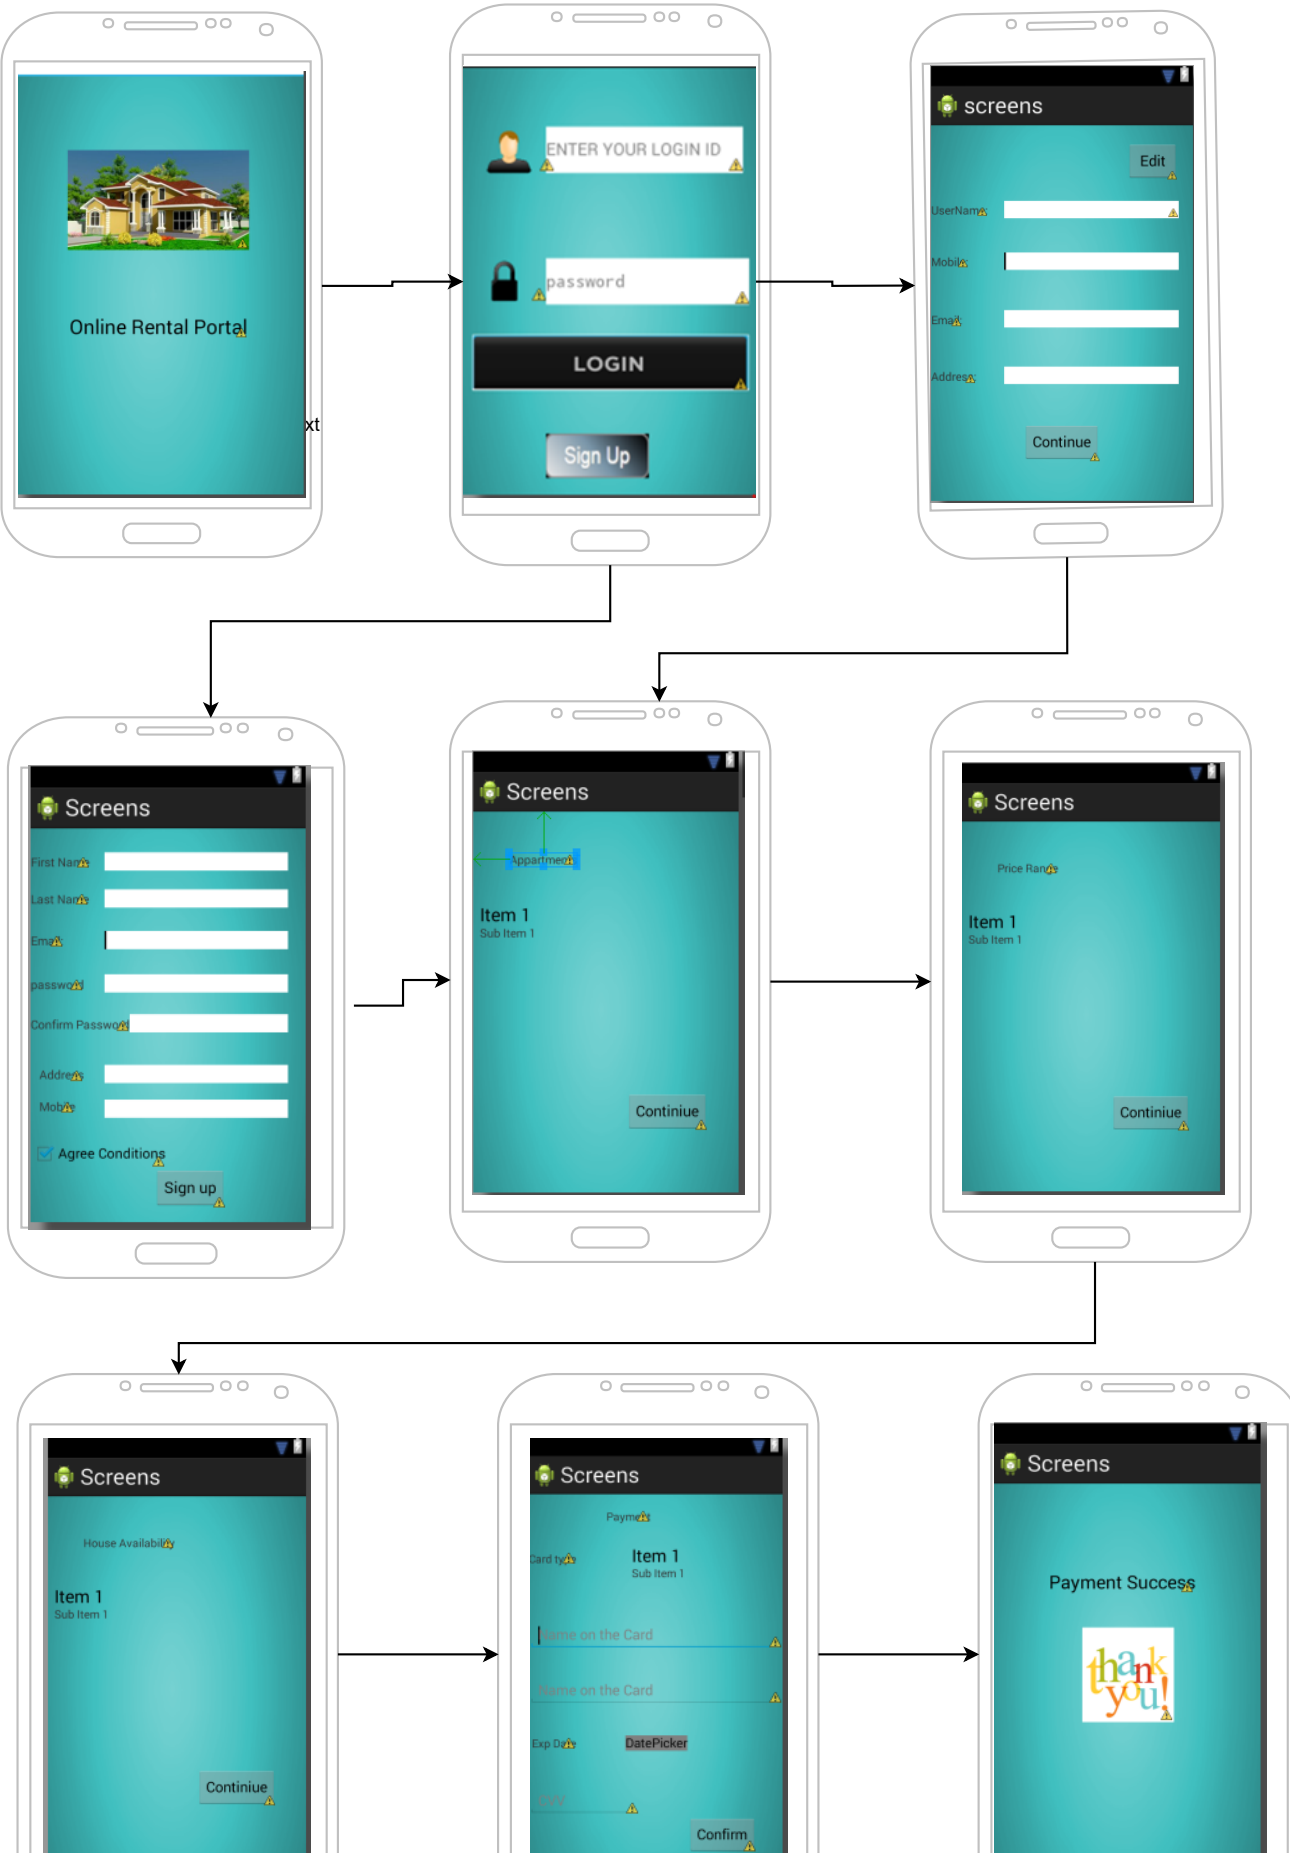 Online Rental Portal
xt
ENTER YOUR LOGIN ID
password
LOGIN
Sign Up
screens
Edit
UserName:
Mobile
Email:
Address:
Continue
Screens
First Name
Last Name
Email:
password
Confirm Password
Address
Mobile
Agree Conditions
Sign up
Screens
Appartment
Item 1
Sub Item 1
Continiue
Screens
Price Range
Item 1
Sub Item 1
Continiue
Screens
House Availability
Item 1
Sub Item 1
Continiue
Screens
Payment
Card type
Item 1
Sub Item 1
Name on the Card
Name on the Card
Exp Date
DatePicker
Confirm
Screens
Payment Success
thank
you!